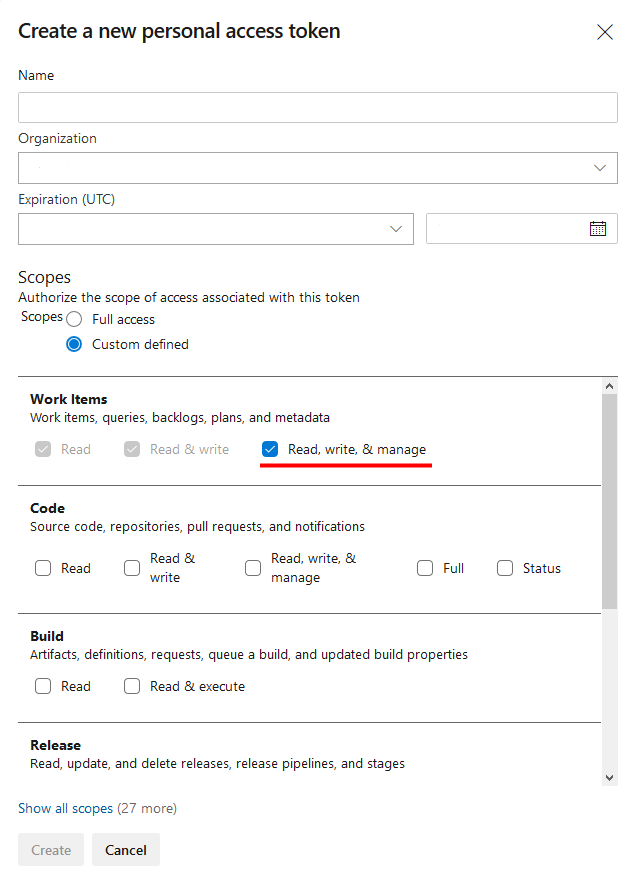 Create a new personal access token
Name
Organization
Expiration (UTC)
Scopes
Authorize the scope of access associated with this token
Scopes Full access
Custom defined
Work Items
Work items, queries, backlogs, plans, and metadata
Read Read & write Read, write, & manage
Code
Source code, repositories, pull requests, and notifications
Read Read & write Read, write, & manage Full Status
Build
Artifacts, definitions, requests, queue a build, and updated build properties
Read Read & execute
Release
Read, update, and delete releases, release pipelines, and stages
Show all scopes (27 more)
Create Cancel